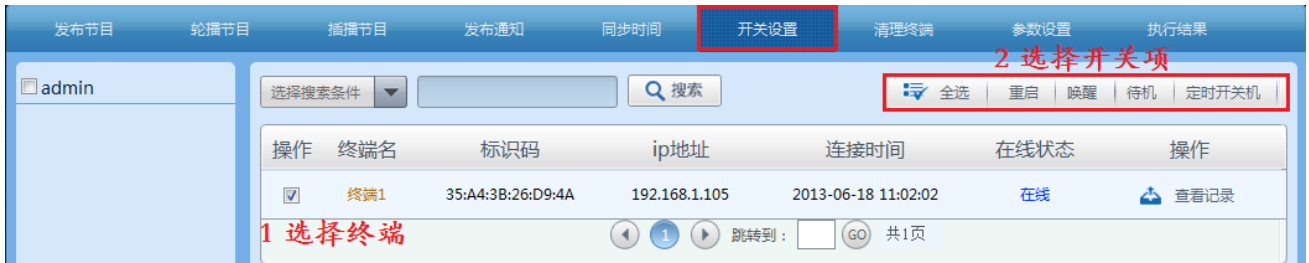 发布节目 轮播节目 插播节目 发布通知 同步时间 开关设置 清理终端 参数设置 执行结果
2 选择开关项
admin
选择搜索条件 搜索 全选 重启 唤醒 待机 定时开关机
操作 终端名 标识码 ip地址 连接时间 在线状态 操作
终端1 35:A4:3B:26:D9:4A 192.168.1.105 2013-06-18 11:02:02 在线 查看记录
1 选择终端
1 跳转到： GO 共1页